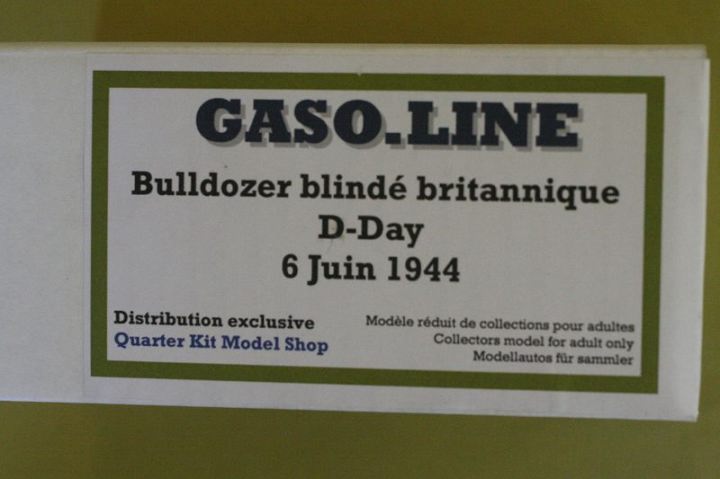 GASO.LINE
Bulldozer blindé britannique
D-Day
6 Juin 1944
Distribution exclusive
Quarter Kit Model Shop
Modèle réduit de collections pour adultes
Collectors model for adult only
Modellautos für sammler